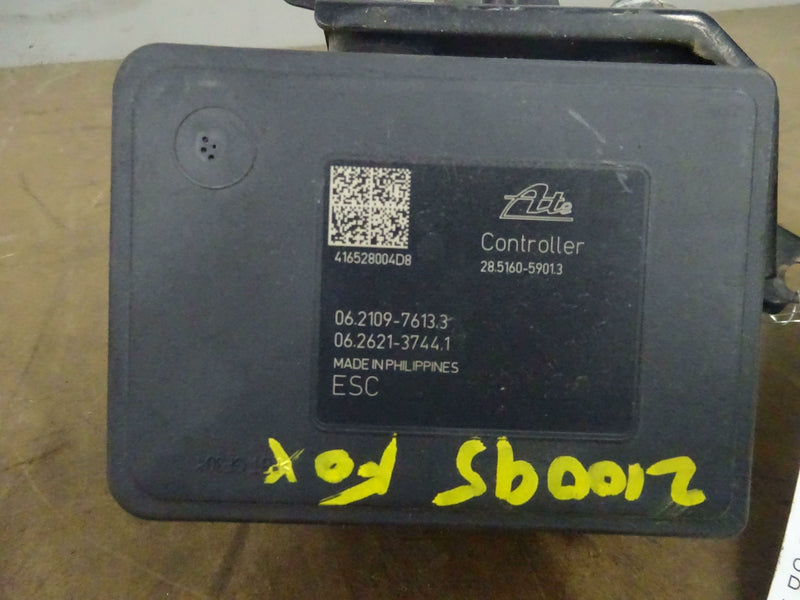 Ate
Controller
28.5160-5901.3
416528004D8
06.2109-7613.3
06.2621-3744.1
MADE IN PHILIPPINES
ESC
210095 FOX